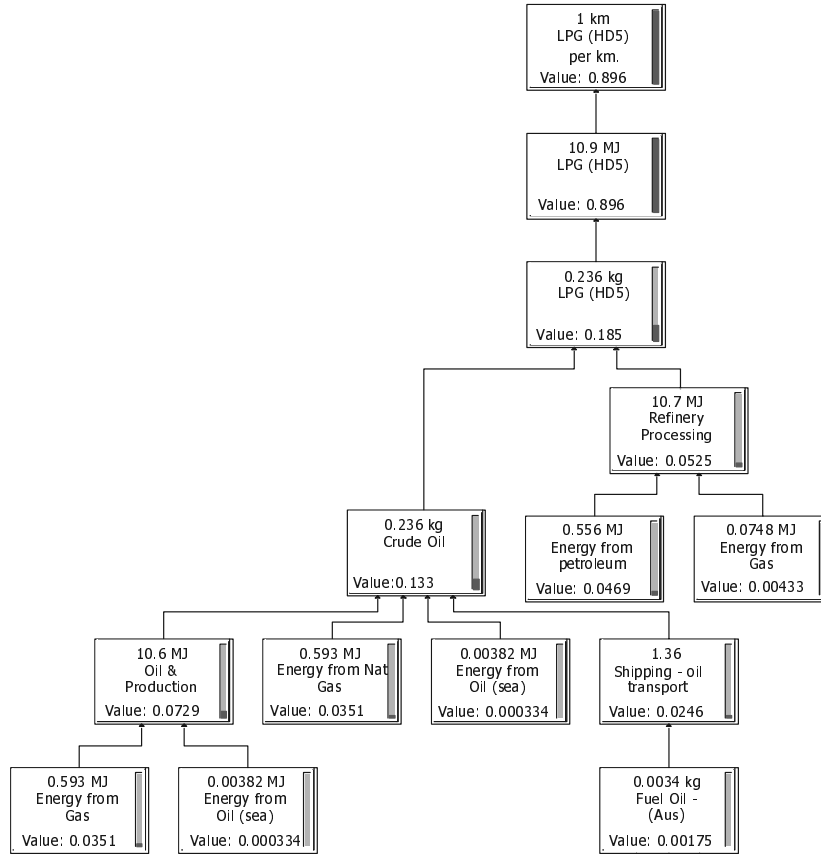 1 km
LPG (HD5)
per km.
Value: 0.896
10.9 MJ
LPG (HD5)
Value: 0.896
0.236 kg
LPG (HD5)
Value: 0.185
10.7 MJ
Refinery
Processing
Value: 0.0525
0.236 kg
Crude Oil
Value:0.133
0.556 MJ
Energy from
petroleum
Value: 0.0469
0.0748 MJ
Energy from
Gas
Value: 0.00433
10.6 MJ
Oil &
Production
Value: 0.0729
0.593 MJ
Energy from Nat
Gas
Value: 0.0351
0.00382 MJ
Energy from
Oil (sea)
Value: 0.000334
1.36
Shipping - oil
transport
Value: 0.0246
0.593 MJ
Energy from
Gas
Value: 0.0351
0.00382 MJ
Energy from
Oil (sea)
Value: 0.000334
0.0034 kg
Fuel Oil -
(Aus)
Value: 0.00175